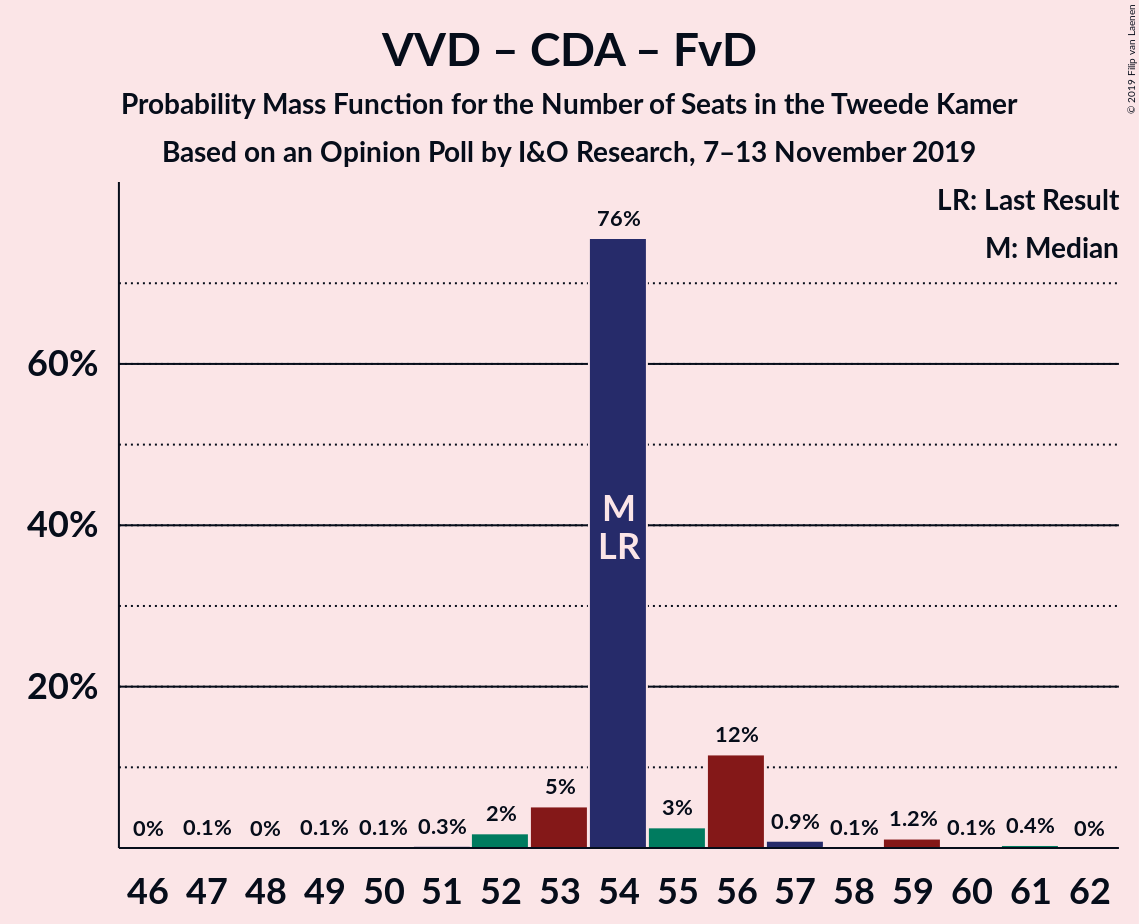 VVD – CDA – FvD
Probability Mass Function for the Number of Seats in the Tweede Kamer
Based on an Opinion Poll by I&O Research, 7–13 November 2019
© 2019 Filip van Laenen
LR: Last Result
M: Median
60%
40%
20%
0%
0.1%
0%
0.1%
0.1%
0.3%
2%
5%
76%
3%
12%
0.9%
0.1%
1.2%
0.1%
0.4%
0%
M
LR
46 47 48 49 50 51 52 53 54 55 56 57 58 59 60 61 62